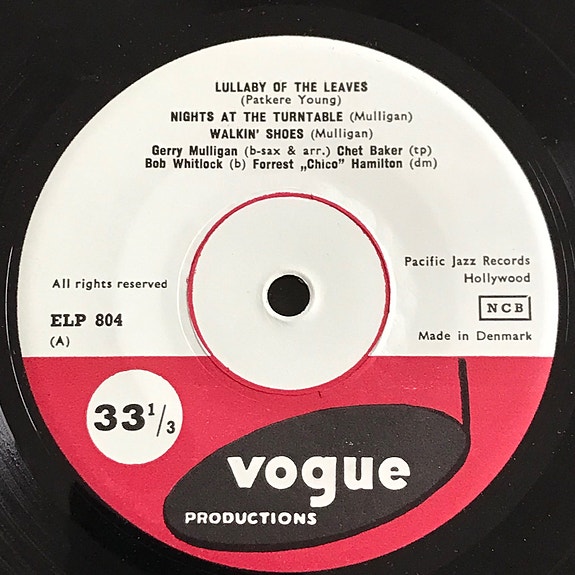 LULLABY OF THE LEAVES
(Patkere Young)
NIGHTS AT THE TURNTABLE (Mulligan)
WALKIN' SHOES (Mulligan)
Gerry Mulligan (b-sax & arr.) Chet Baker (tp)
Bob Whitlock (b) Forrest „Chico” Hamilton (dm)
All rights reserved
ELP 804
(A)
Pacific Jazz Records
Hollywood
NCB
Made in Denmark
33 1/3
vogue
PRODUCTIONS